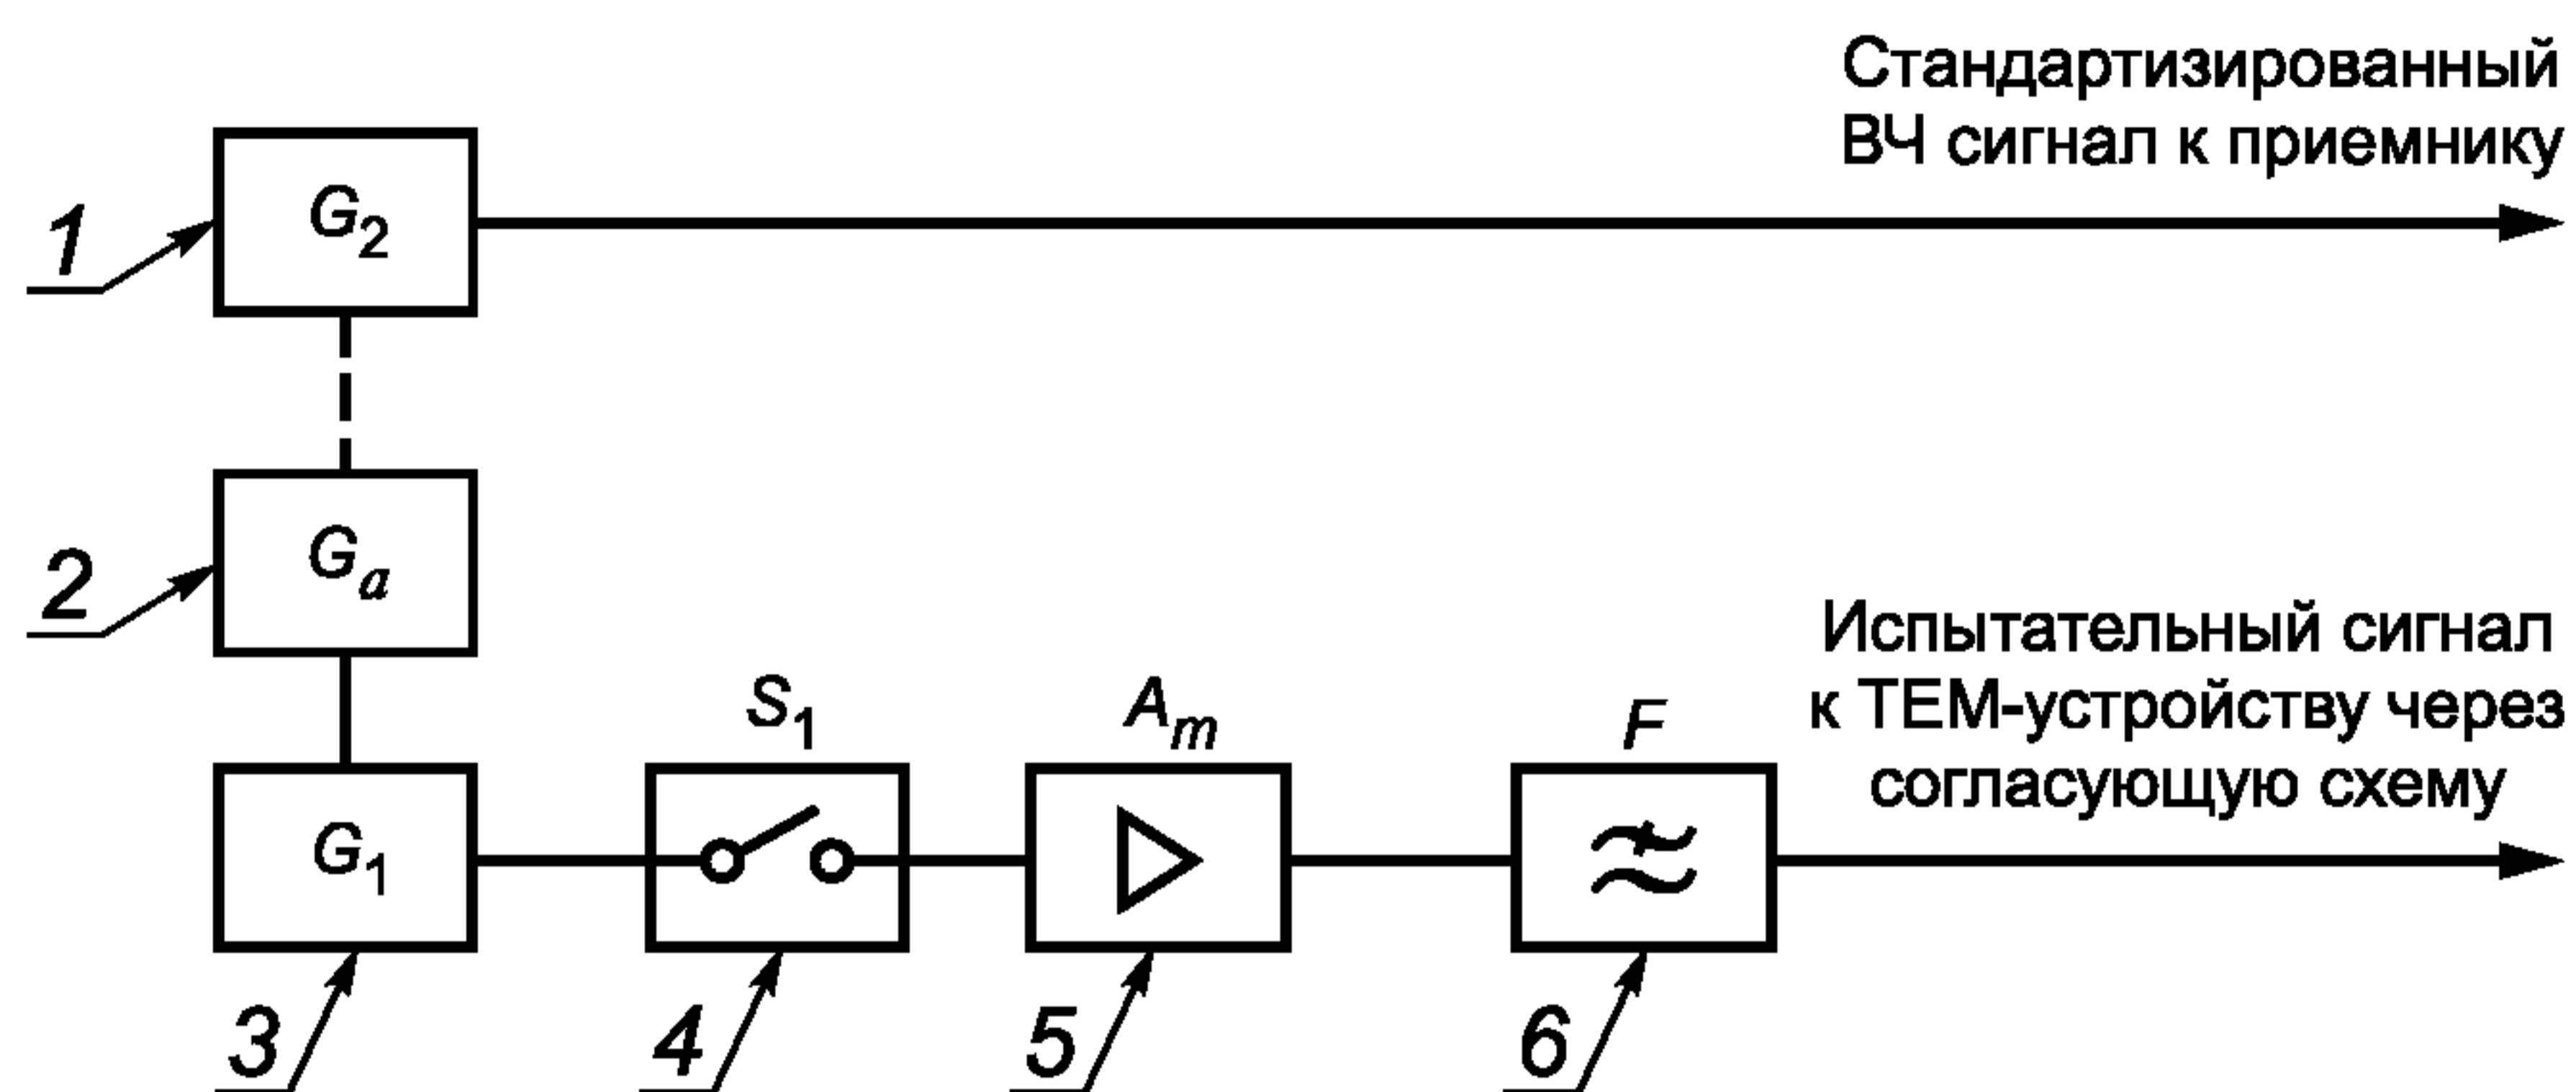 Стандартизированный
ВЧ сигнал к приемнику
1
G2
2
Ga
Испытательный сигнал
к ТЕМ-устройству через
согласующую схему
S1
Am
F
G1
3
4
5
6